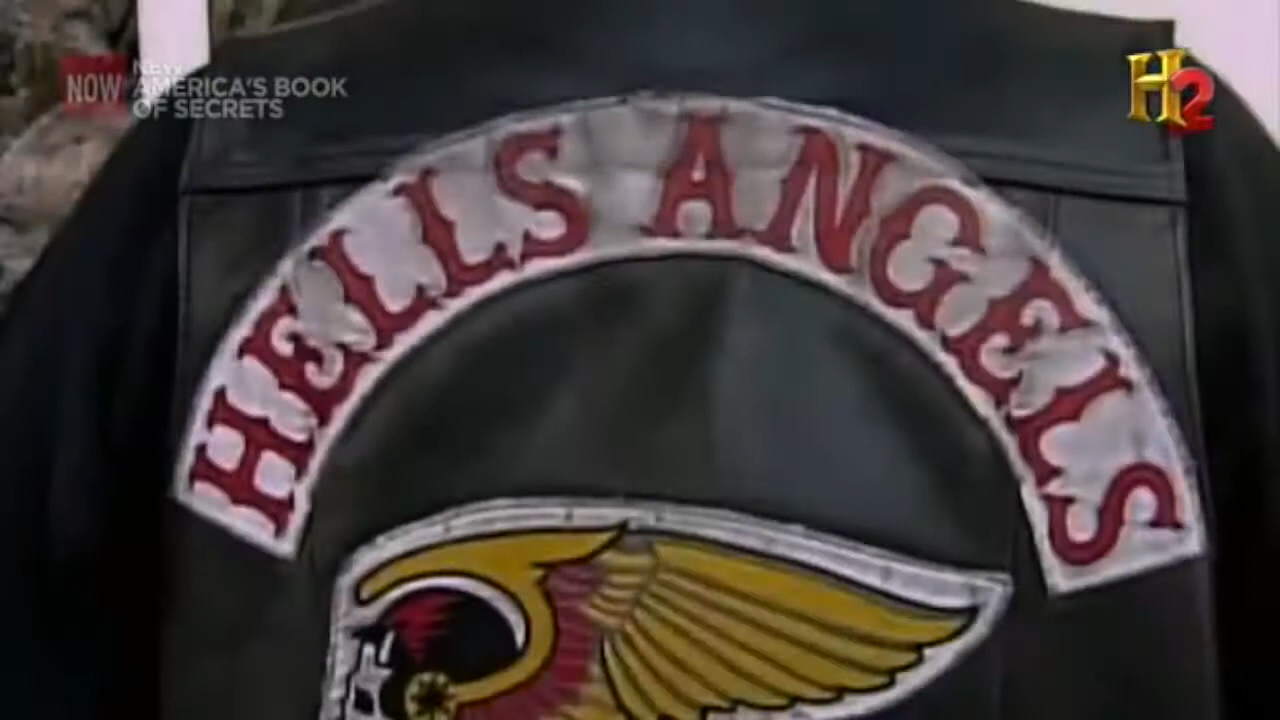 NOW
NEW
AMERICA'S BOOK
OF SECRETS
H2
HELLS ANGELS